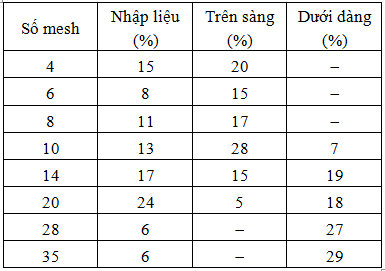 Số mesh Nhập liệu (%) Trên sàng (%) Dưới dàng (%)
4 15 20 –
6 8 15 –
8 11 17 –
10 13 28 7
14 17 15 19
20 24 5 18
28 6 – 27
35 6 – 29